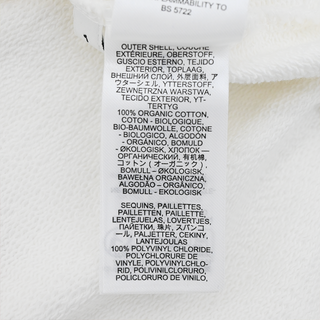 FLAMMABILITY TO
BS 5722
OUTER SHELL, COUCHE
EXTÉRIEURE, OBERSTOFF,
GUSCIO ESTERNO, TEJIDO
EXTERIOR, TOPLAAG,
ВНЕШНИЙ СЛОЙ, 外层面料, ア
ウターシェル, YTTERSTOFF,
ZEWNĘTRZNA WARSTWA,
TECIDO EXTERIOR, YT-
TERTYG
100% ORGANIC COTTON,
COTON - BIOLOGIQUE,
BIO-BAUMWOLLE, COTONE
- BIOLOGICO, ALGODÓN
- ORGÁNICO, BOMULD
- ØKOLOGISK, ХЛОПОК —
ОРГАНИЧЕСКИЙ, 有机棉,
コットン ( オーガニック ),
BOMULL – ØKOLOGISK,
BAWEŁNA ORGANICZNA,
ALGODÃO – ORGÂNICO,
BOMULL - EKOLOGISK
SEQUINS, PAILLETTES,
PAILLETTEN, PAILLETTE,
LENTEJUELAS, LOVERTJES,
ПАЙЕТКИ, 珠片, スパンコ
ール, PALJETTER, CEKINY,
LANTEJOULAS
100% POLYVINYL CHLORIDE,
POLYCHLORURE DE
VINYLE, POLYVINYLCHLO-
RID, POLIVINILCLORURO,
POLICLORURO DE VINILO,